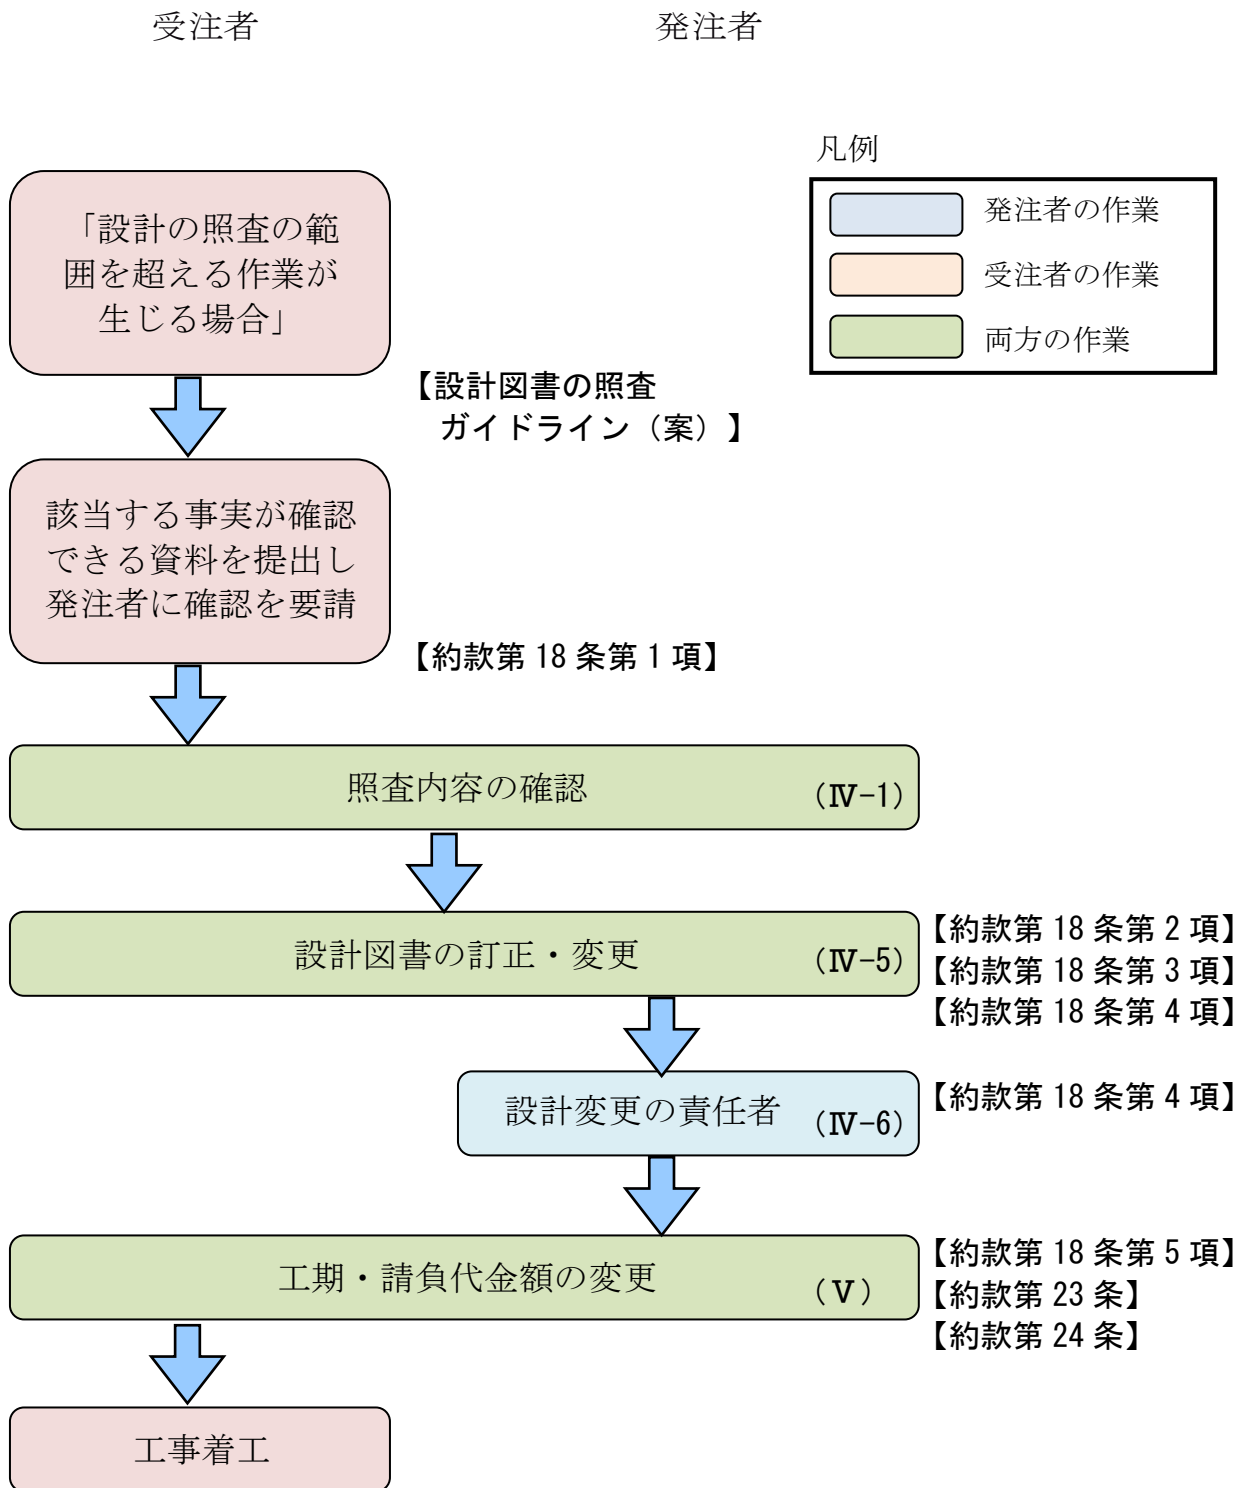 受注者
発注者
凡例
発注者の作業
受注者の作業
両方の作業
「設計の照査の範
囲を超える作業が
生じる場合」
【設計図書の照査
ガイドライン（案）】
該当する事実が確認
できる資料を提出し
発注者に確認を要請
【約款第 18 条第 1 項】
照査内容の確認 （Ⅳ-1）
設計図書の訂正・変更 （Ⅳ-5）
【約款第 18 条第 2 項】
【約款第 18 条第 3 項】
【約款第 18 条第 4 項】
設計変更の責任者 （Ⅳ-6）
【約款第 18 条第 4 項】
工期・請負代金額の変更 （Ⅴ）
【約款第 18 条第 5 項】
【約款第 23 条】
【約款第 24 条】
工事着工